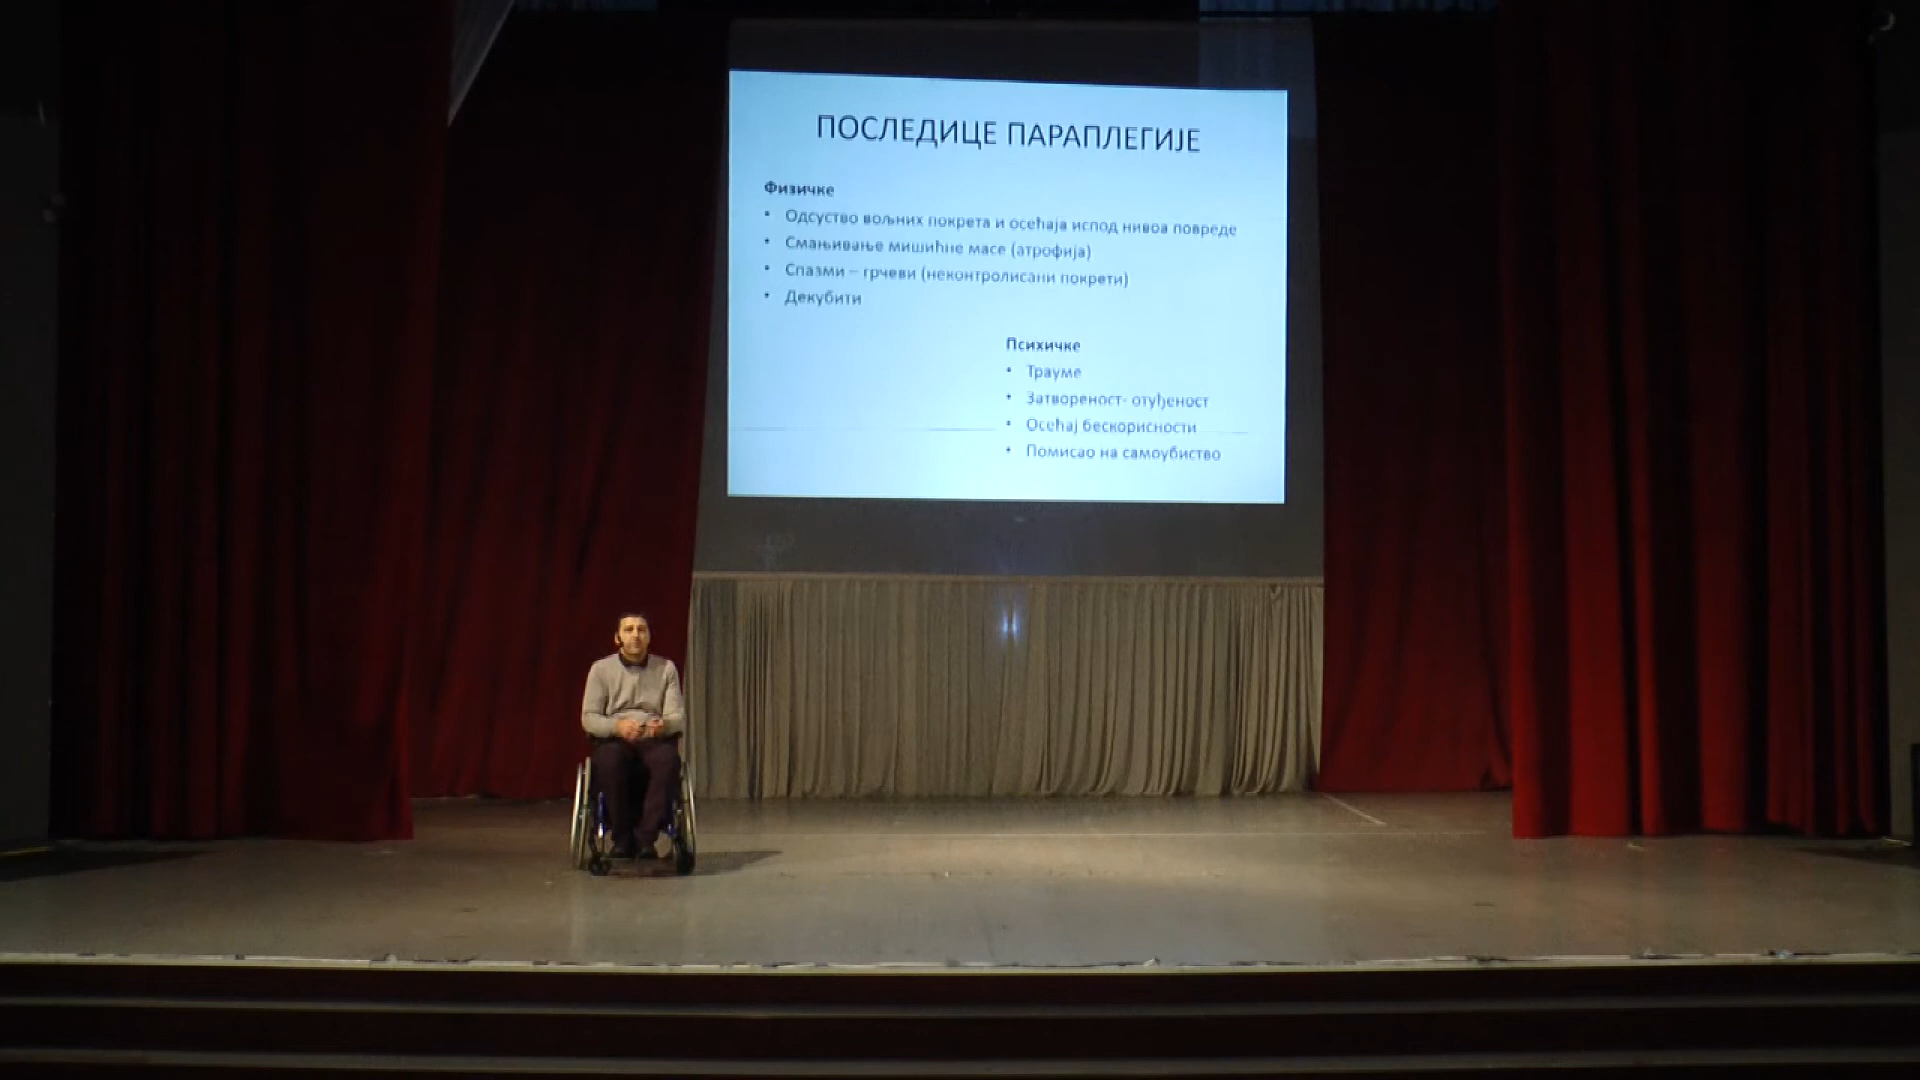 ПОСЛЕДИЦЕ ПАРАПЛЕГИЈЕ
Физичке
• Одсуство вољних покрета и осећаја испод нивоа повреде
• Смањивање мишићне масе (атрофија)
• Спазми – грчеви (неконтролисани покрети)
• Декубити
Психичке
• Трауме
• Затвореност- отуђеност
• Осећај бескорисности
• Помисао на самоубиство